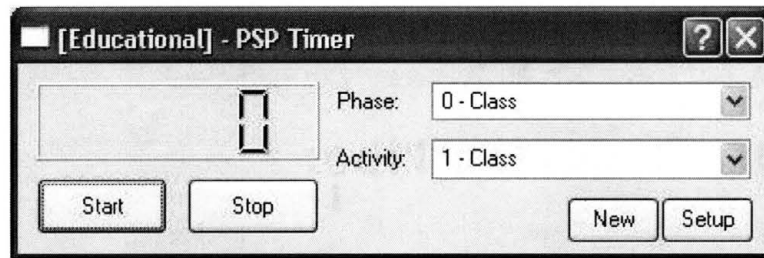 [Educational] - PSP Timer
0
Phase: 0 - Class
Activity: 1 - Class
Start Stop New Setup